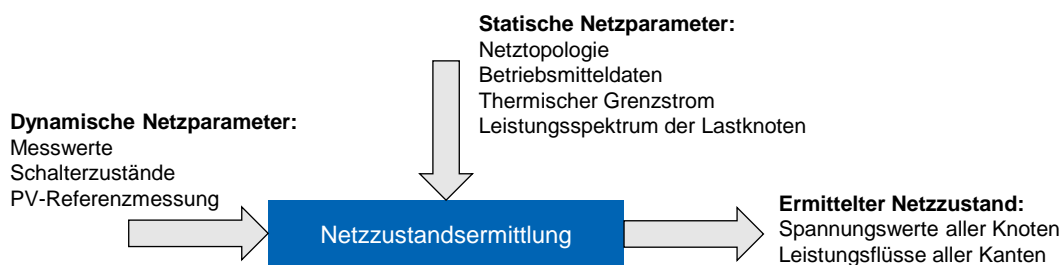 Statische Netzparameter:
Netztopologie
Betriebsmitteldaten
Thermischer Grenzstrom
Leistungsspektrum der Lastknoten
Dynamische Netzparameter:
Messwerte
Schalterzustände
PV-Referenzmessung
Netzzustandsermittlung
Ermittelter Netzzustand:
Spannungswerte aller Knoten
Leistungsflüsse aller Kanten